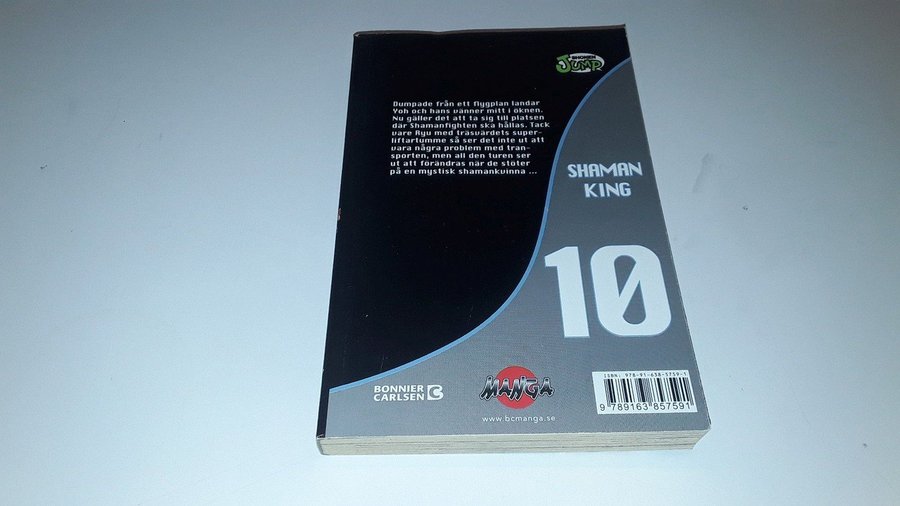 SHONEN
JUMP
Dumpade från ett flygplan landar
Yoh och hans vänner mitt i öknen.
Nu gäller det att ta sig till platsen
där Shamanfighten ska hållas. Tack
vare Ryu med träsvärdets super-
liftartumme så ser det inte ut att
vara några problem med tran-
sporten, men all den turen ser
ut att förändras när de stöter
på en mystisk shamankvinna ...
SHAMAN
KING
10
BONNIER
CARLSEN
MANGA
www.bcmanga.se
ISBN: 978-91-638-5759-1
9 789163 857591